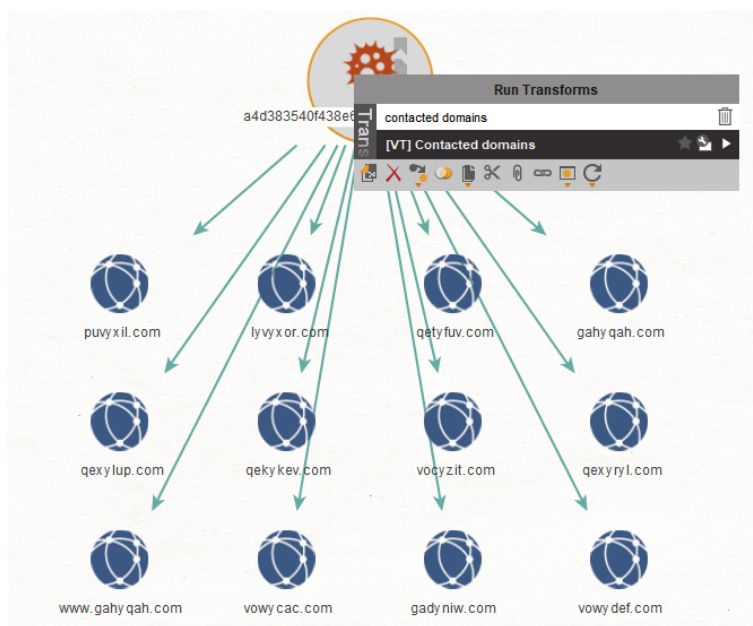 Run Transforms
a4d383540f438e6
Trans
contacted domains
[VT] Contacted domains
puvyxil.com
lyvyxor.com
qetyfuv.com
gahyqah.com
qexylup.com
qekykev.com
vocyzit.com
qexyryl.com
www.gahyqah.com
vowycac.com
gadyniw.com
vowydef.com